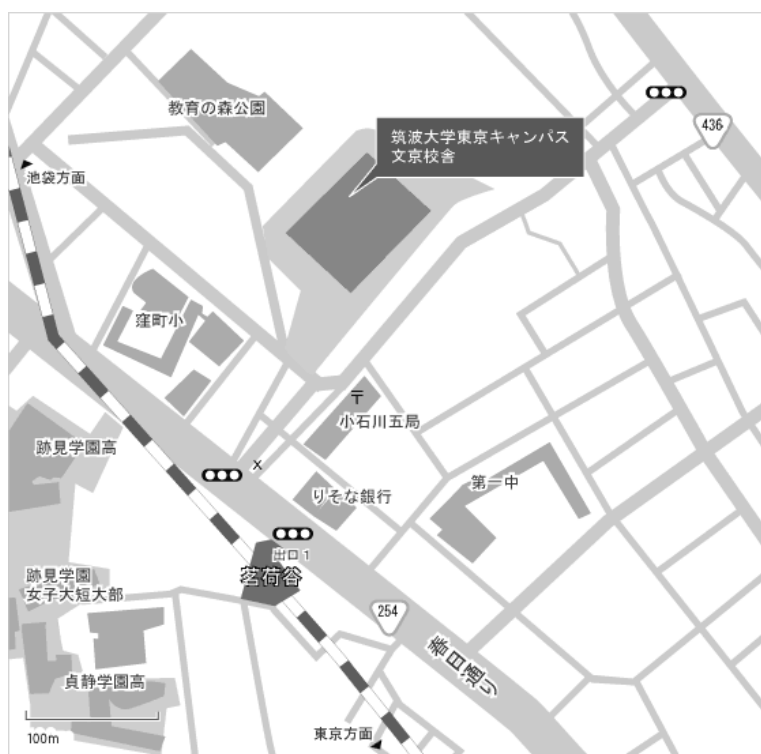 教育の森公園
筑波大学東京キャンパス
文京校舎
436
池袋方面
窪町小
〒
小石川五局
跡見学園高
X
りそな銀行
第一中
出口1
茗荷谷
跡見学園
女子大短大部
254
春日通り
貞静学園高
100m
東京方面